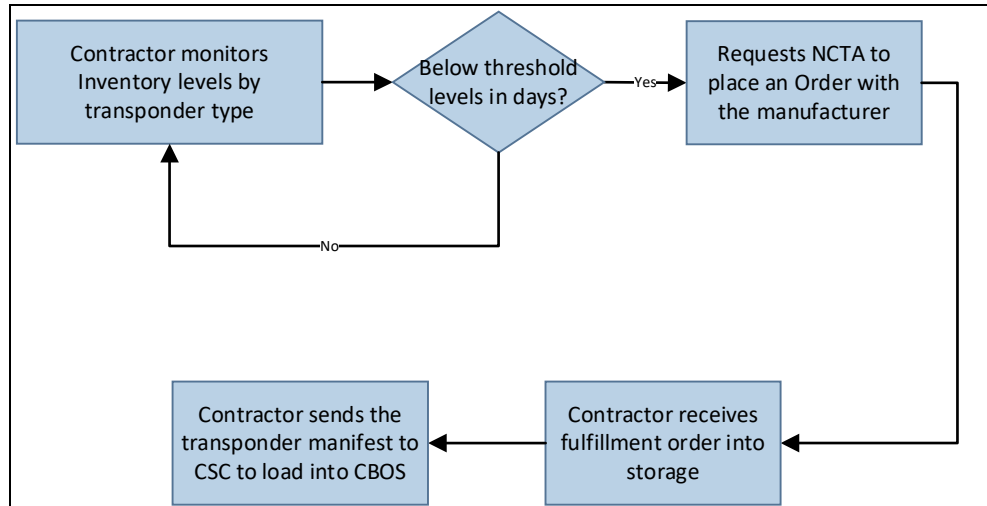 Contractor monitors
Inventory levels by
transponder type
Below threshold
levels in days?
Yes
Requests NCTA to
place an Order with
the manufacturer
No
Contractor sends the
transponder manifest to
CSC to load into CBOS
Contractor receives
fulfillment order into
storage